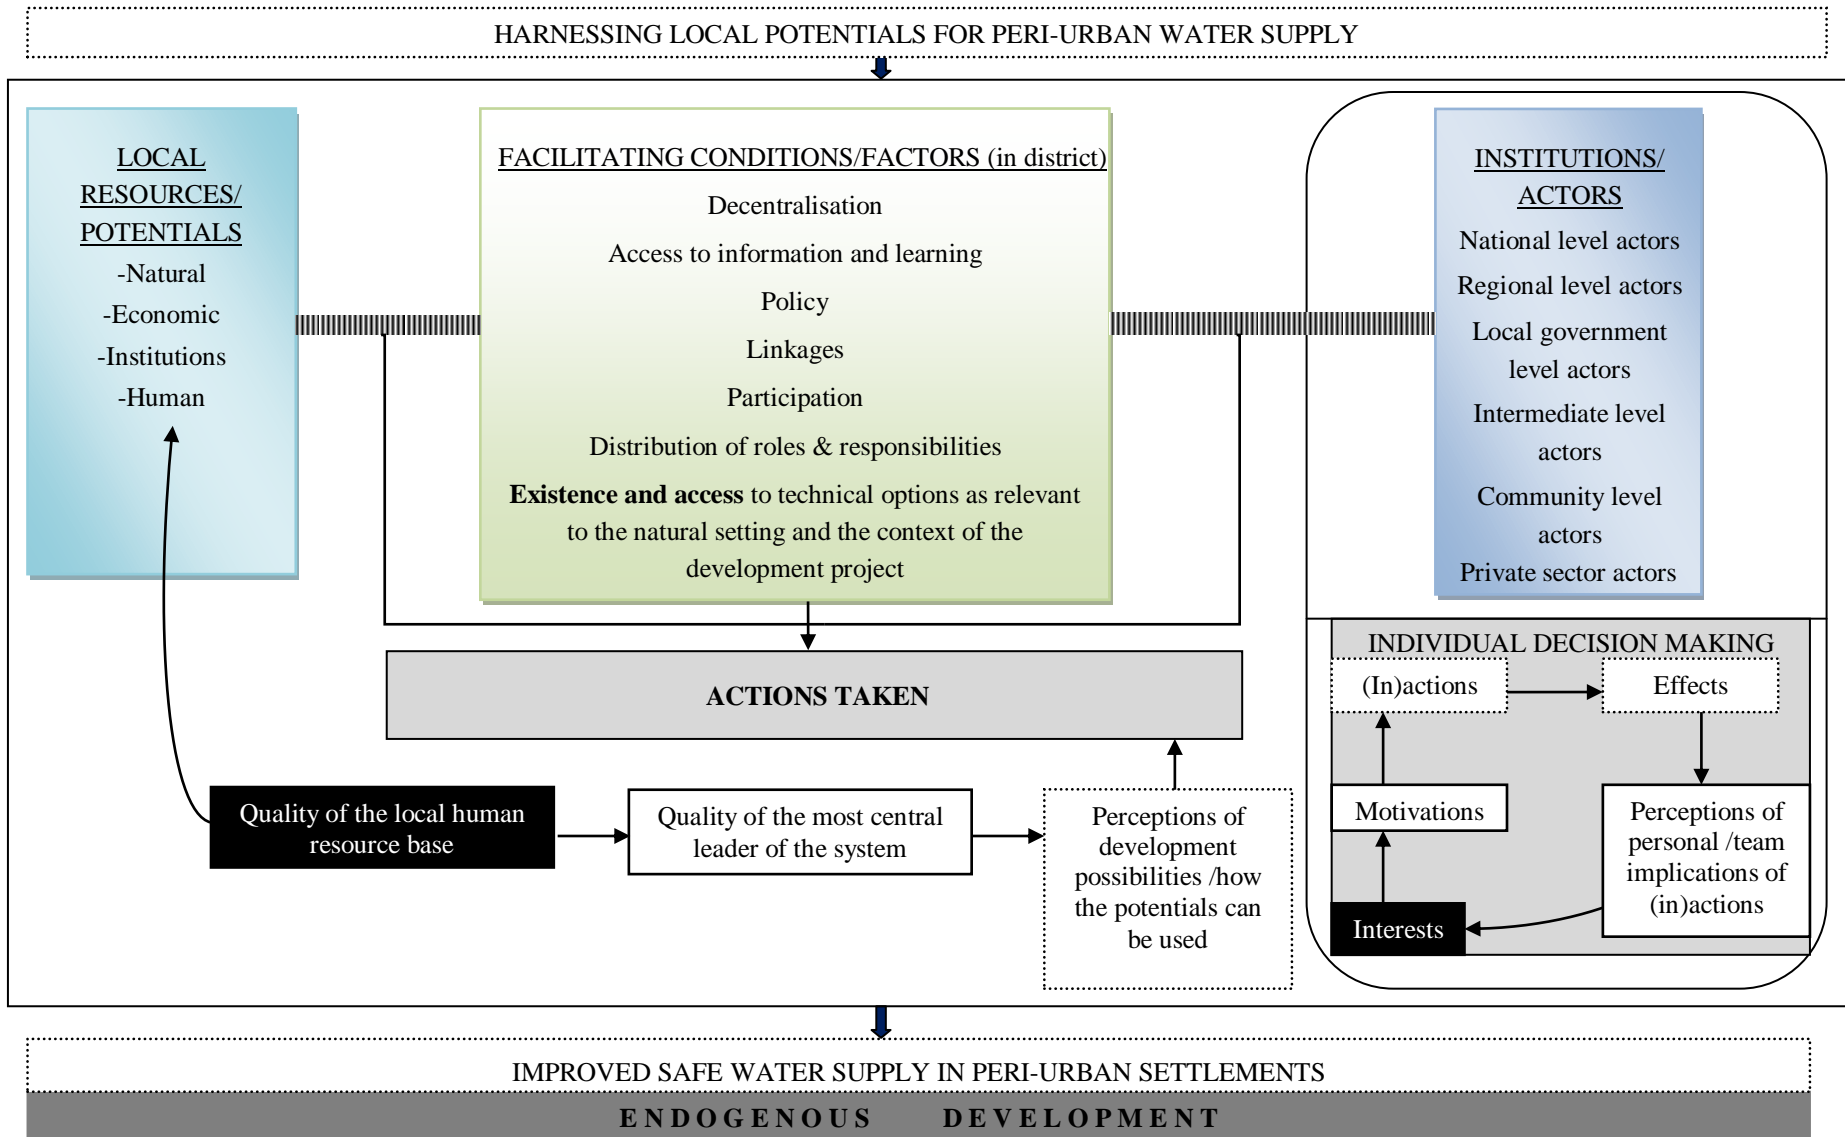 HARNESSING LOCAL POTENTIALS FOR PERI-URBAN WATER SUPPLY
LOCAL
RESOURCES/
POTENTIALS
-Natural
-Economic
-Institutions
-Human
FACILITATING CONDITIONS/FACTORS (in district)
Decentralisation
Access to information and learning
Policy
Linkages
Participation
Distribution of roles & responsibilities
Existence and access to technical options as relevant
to the natural setting and the context of the
development project
INSTITUTIONS/
ACTORS
National level actors
Regional level actors
Local government
level actors
Intermediate level
actors
Community level
actors
Private sector actors
ACTIONS TAKEN
Quality of the local human
resource base
Quality of the most central
leader of the system
Perceptions of
development
possibilities /how
the potentials can
be used
INDIVIDUAL DECISION MAKING
(In)actions
Effects
Motivations
Perceptions of
personal /team
implications of
(in)actions
Interests
IMPROVED SAFE WATER SUPPLY IN PERI-URBAN SETTLEMENTS
ENDOGENOUS DEVELOPMENT